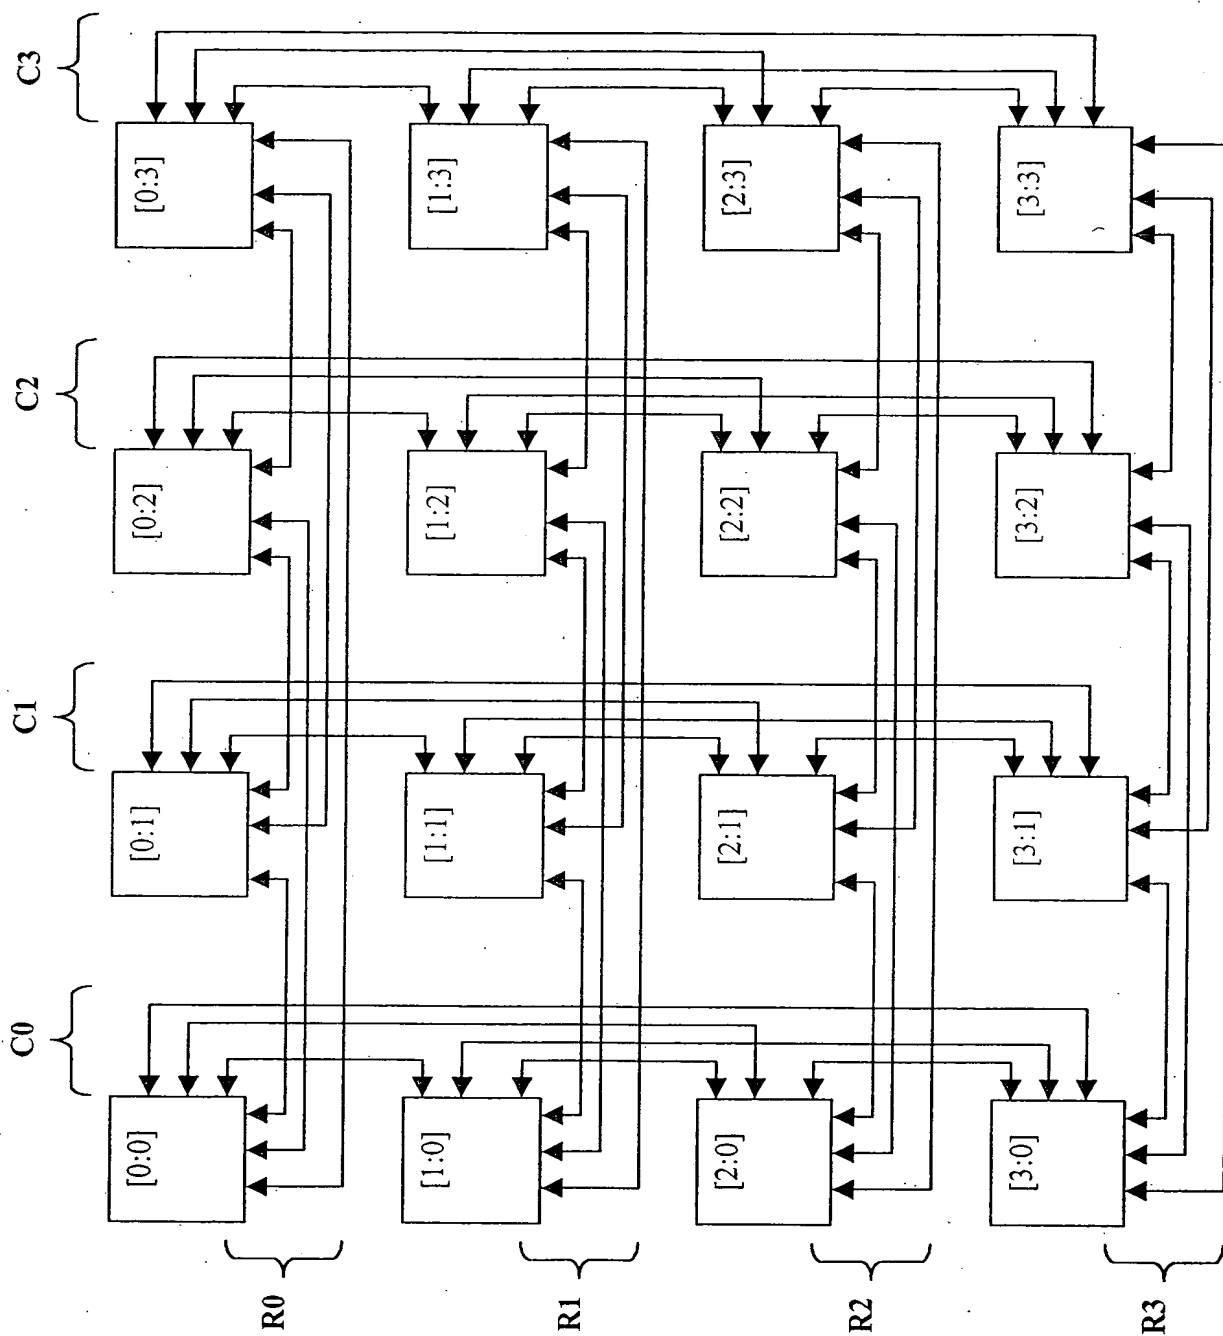 C0 C1 C2 C3
R0 [0:0] [0:1] [0:2] [0:3]
R1 [1:0] [1:1] [1:2] [1:3]
R2 [2:0] [2:1] [2:2] [2:3]
R3 [3:0] [3:1] [3:2] [3:3]